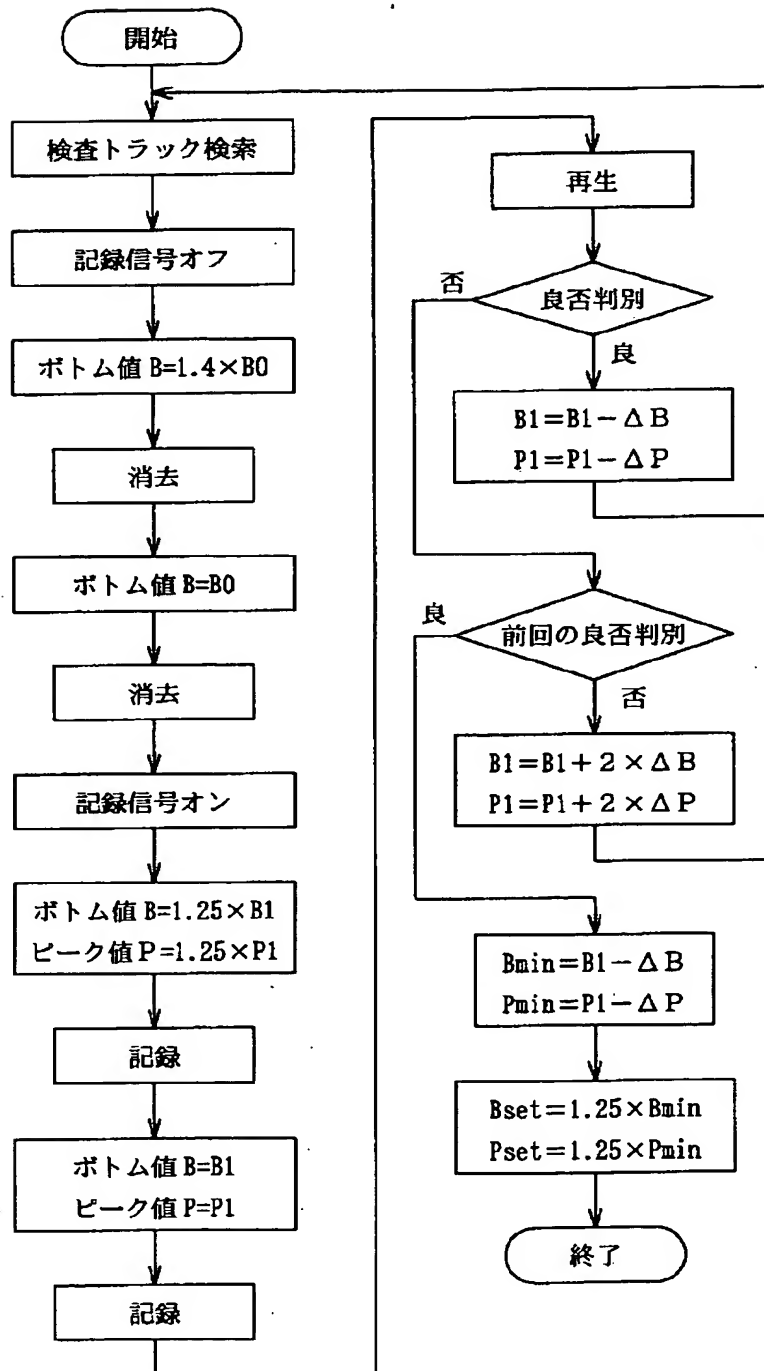 開始
検査トラック検索
記録信号オフ
ボトム値 B=1.4×B0
消去
ボトム値 B=B0
消去
記録信号オン
ボトム値 B=1.25×B1
ピーク値 P=1.25×P1
記録
ボトム値 B=B1
ピーク値 P=P1
記録
再生
良否判別
否
良
B1=B1-ΔB
P1=P1-ΔP
前回の良否判別
良
否
B1=B1+2×ΔB
P1=P1+2×ΔP
Bmin=B1-ΔB
Pmin=P1-ΔP
Bset=1.25×Bmin
Pset=1.25×Pmin
終了